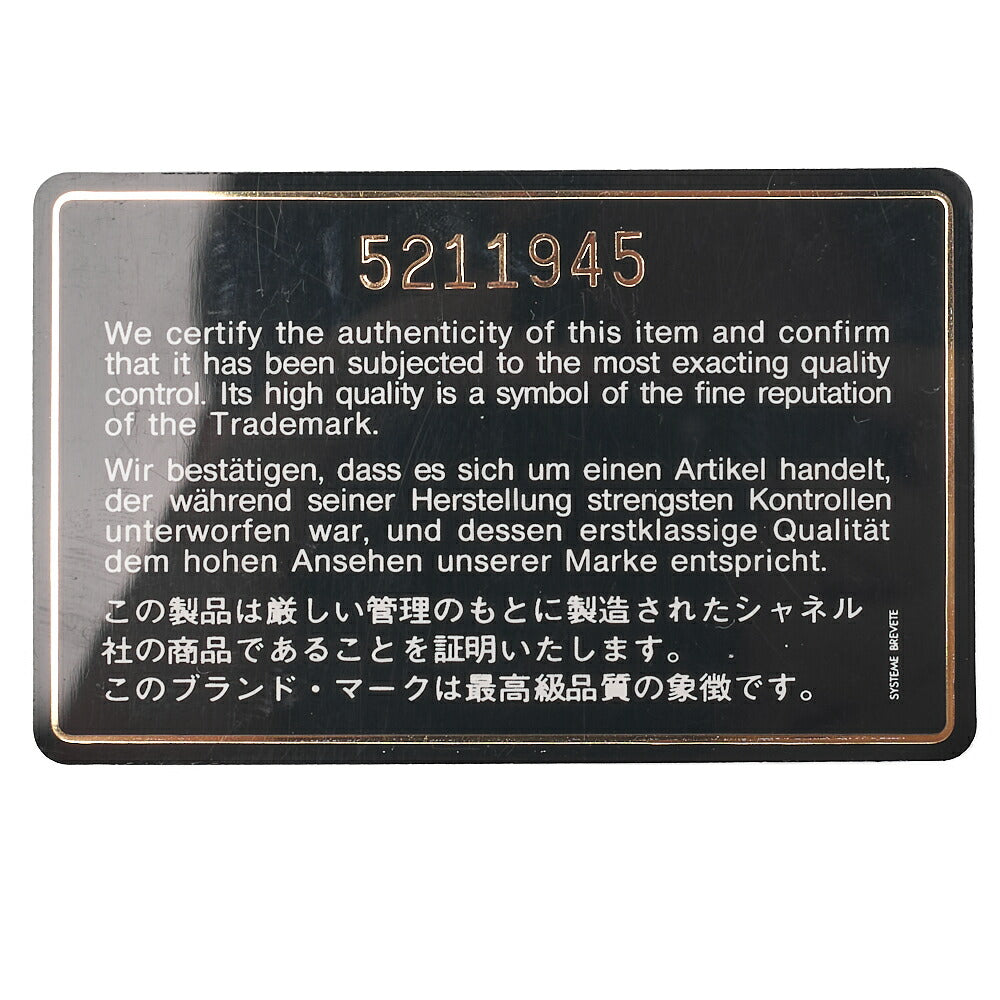 5211945
We certify the authenticity of this item and confirm
that it has been subjected to the most exacting quality
control. Its high quality is a symbol of the fine reputation
of the Trademark.
Wir bestätigen, dass es sich um einen Artikel handelt,
der während seiner Herstellung strengsten Kontrollen
unterworfen war, und dessen erstklassige Qualität
dem hohen Ansehen unserer Marke entspricht.
この製品は厳しい管理のもとに製造されたシャネル
社の商品であることを証明いたします。
このブランド・マークは最高級品質の象徴です。
SYSTEME BREVETE